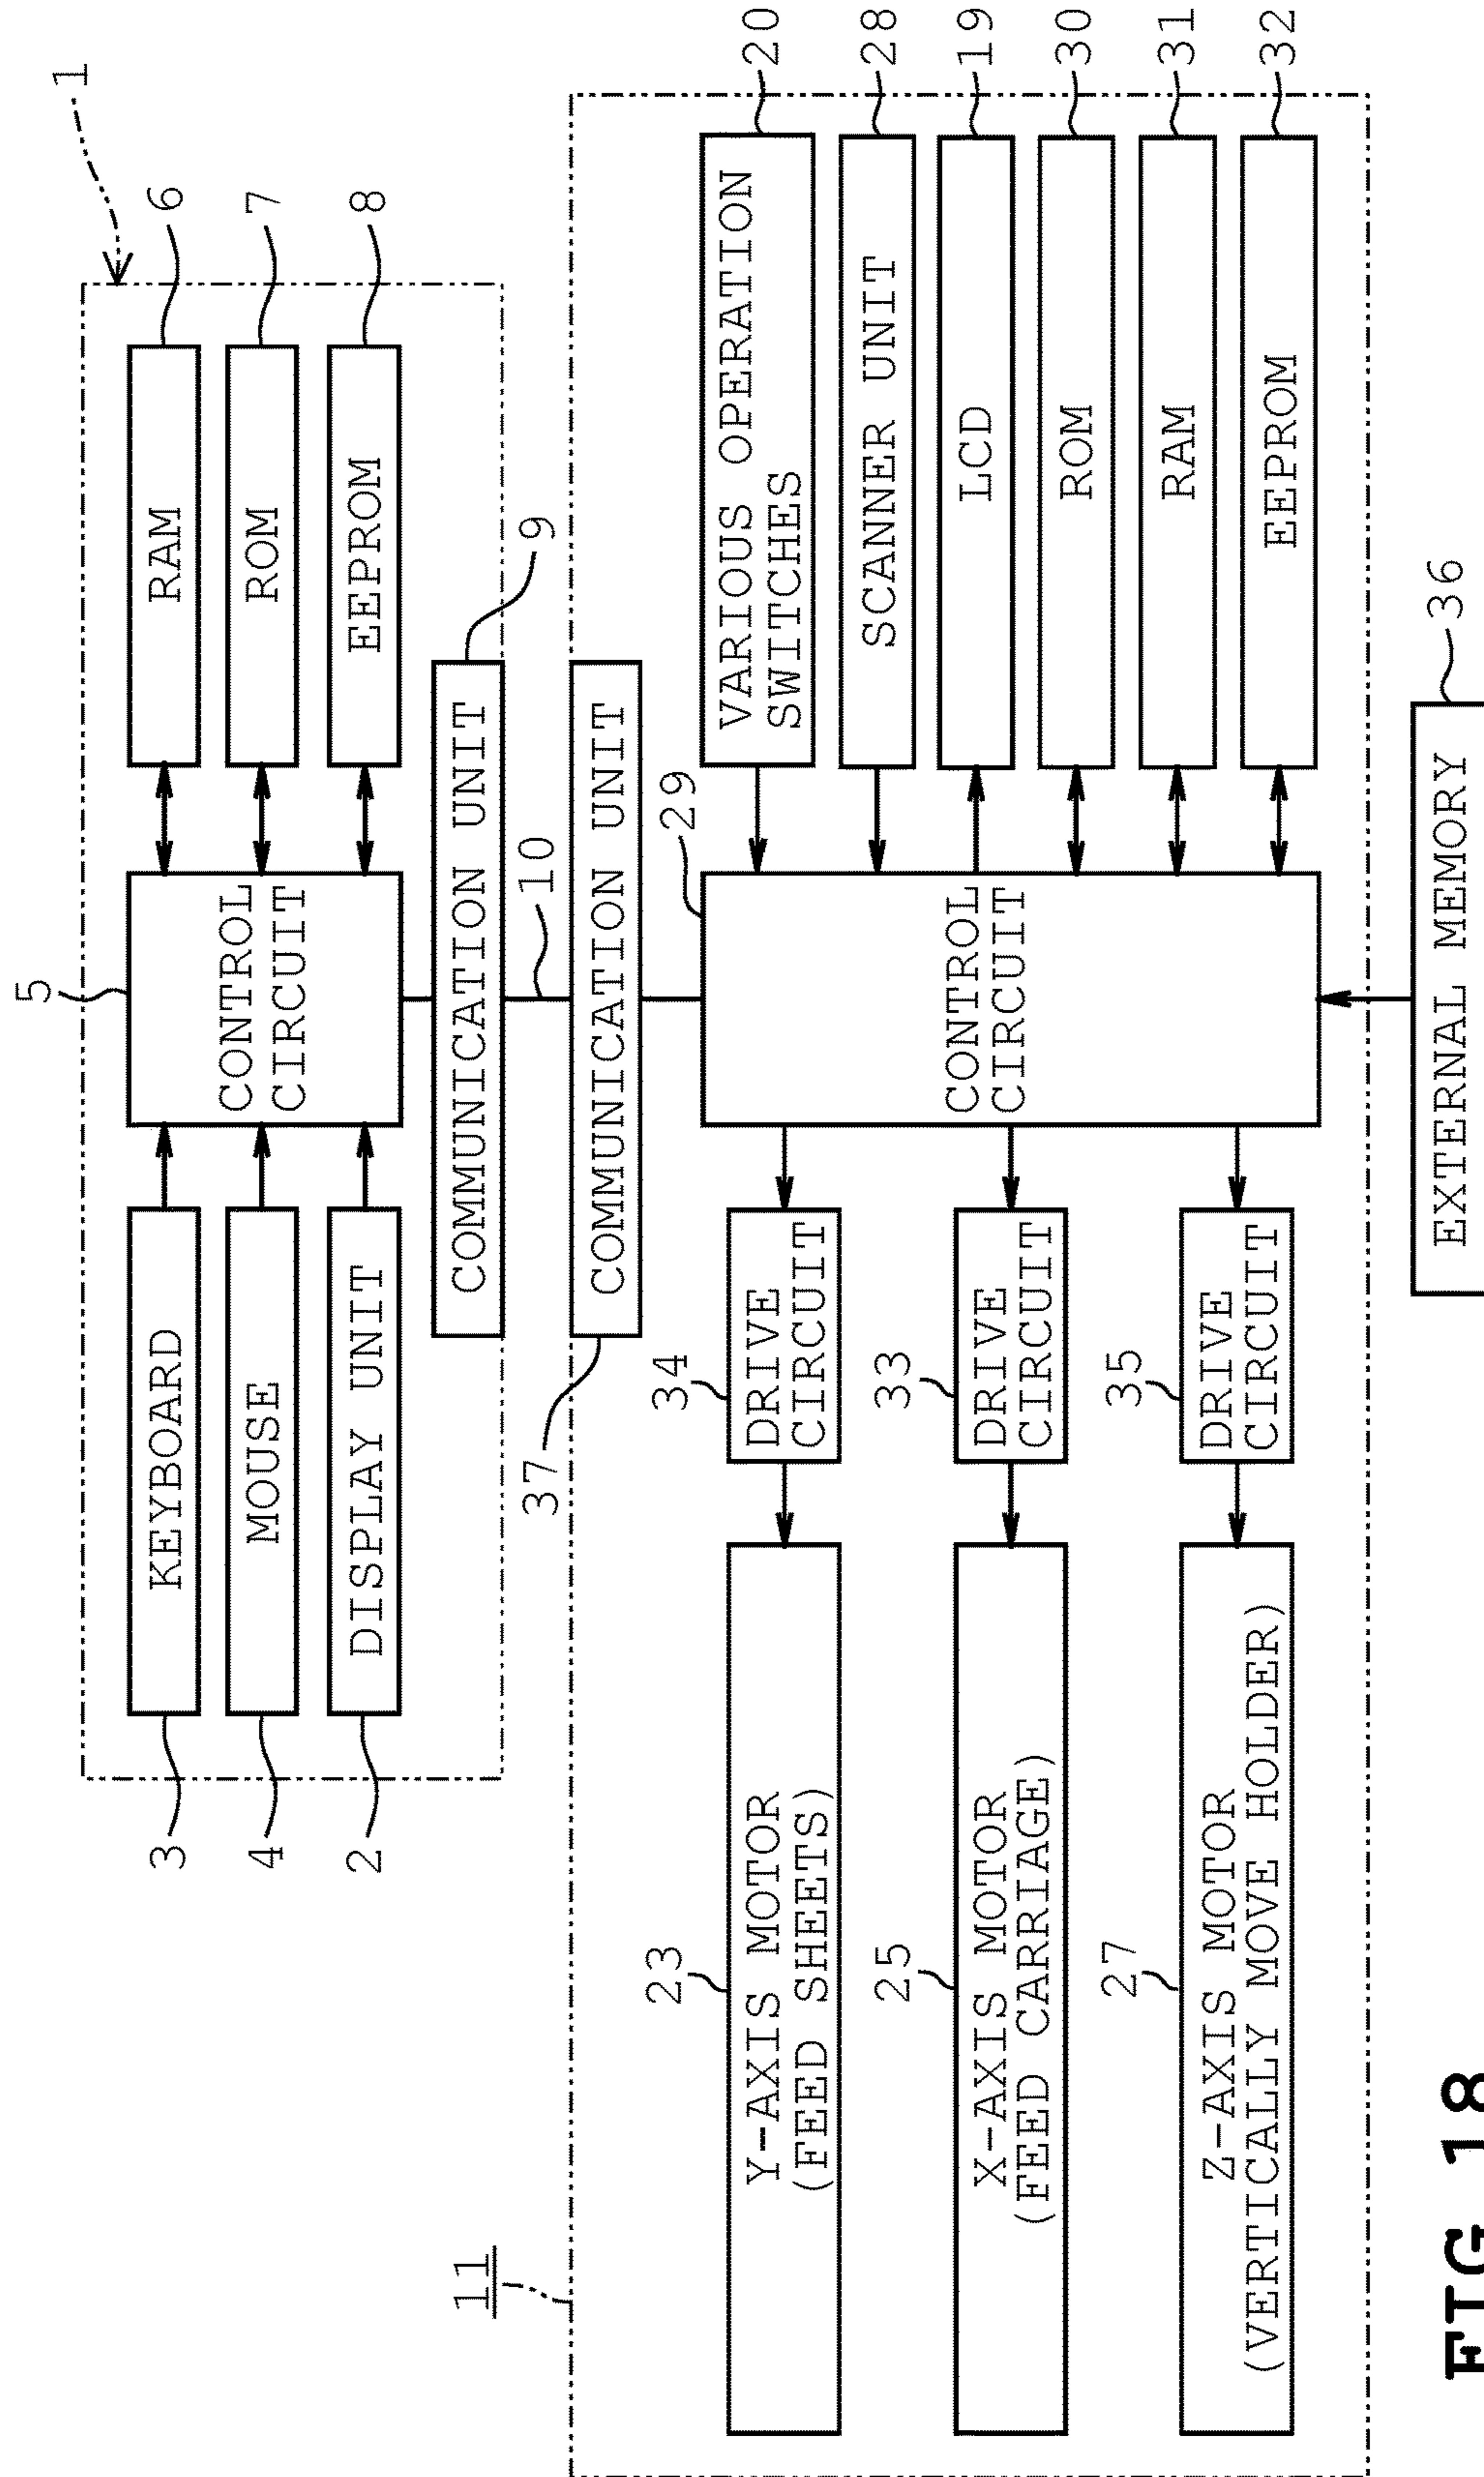 1
5
3
KEYBOARD
4
MOUSE
2
DISPLAY UNIT
CONTROL
CIRCUIT
RAM
6
ROM
7
EEPROM
8
COMMUNICATION UNIT
9
10
11
37
COMMUNICATION UNIT
29
CONTROL
CIRCUIT
23
Y-AXIS MOTOR
(FEED SHEETS)
34
DRIVE
CIRCUIT
25
X-AXIS MOTOR
(FEED CARRIAGE)
33
DRIVE
CIRCUIT
27
Z-AXIS MOTOR
(VERTICALLY MOVE HOLDER)
35
DRIVE
CIRCUIT
VARIOUS OPERATION
SWITCHES
20
SCANNER UNIT
28
LCD
19
ROM
30
RAM
31
EEPROM
32
EXTERNAL MEMORY
36
FIG 18